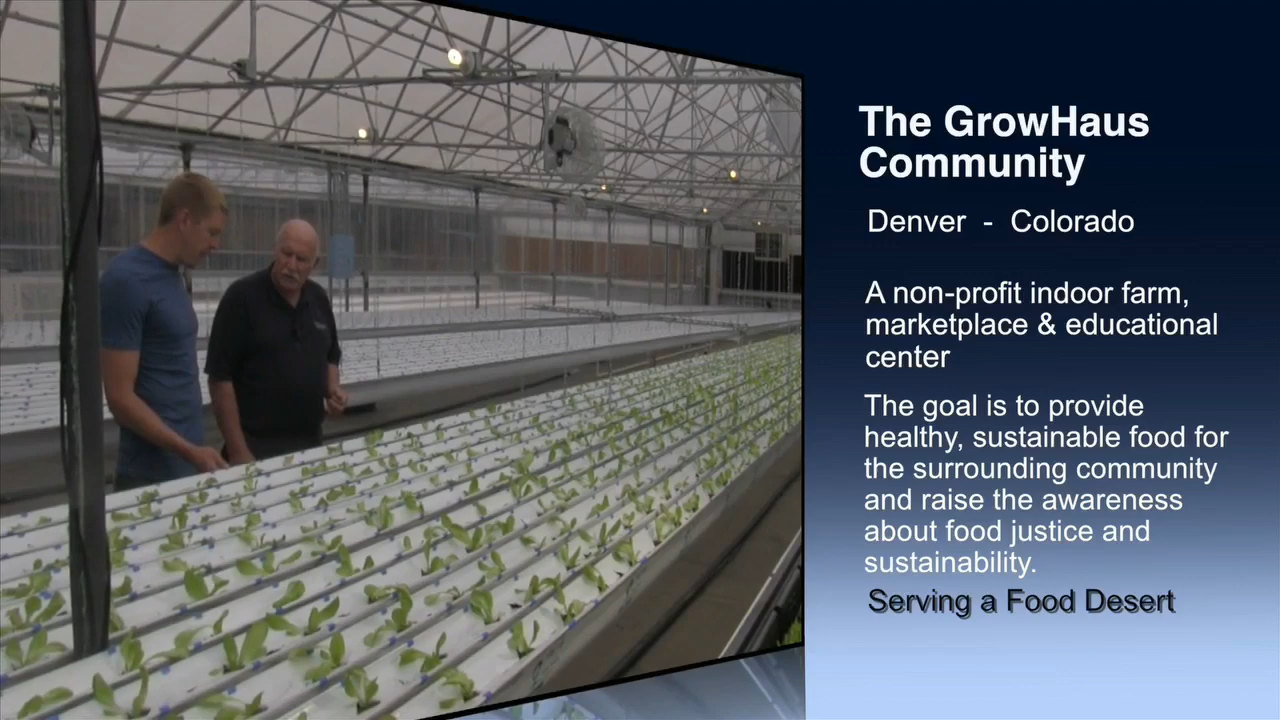 The GrowHaus
Community
Denver - Colorado
A non-profit indoor farm,
marketplace & educational
center
The goal is to provide
healthy, sustainable food for
the surrounding community
and raise the awareness
about food justice and
sustainability.
Serving a Food Desert